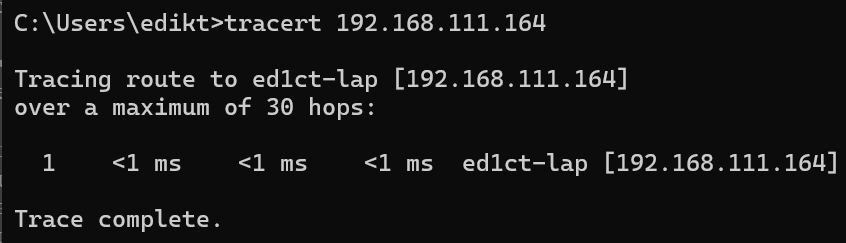 C:\Users\edikt>tracert 192.168.111.164
Tracing route to ed1ct-lap [192.168.111.164]
over a maximum of 30 hops:
1 <1 ms <1 ms <1 ms ed1ct-lap [192.168.111.164]
Trace complete.